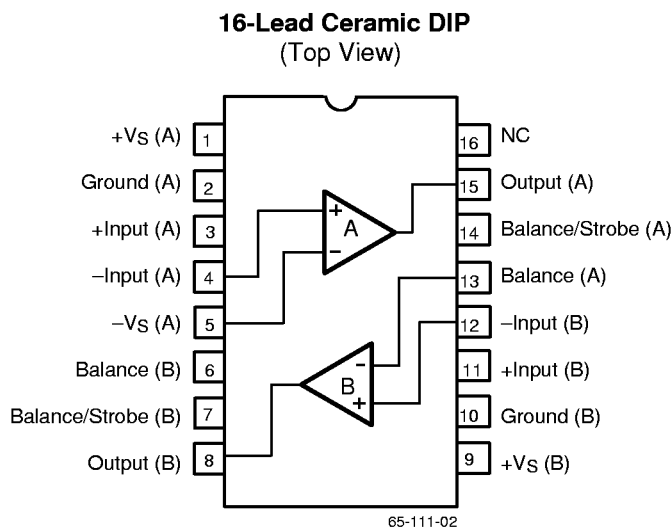 16-Lead Ceramic DIP
(Top View)
+VS (A) 1
Ground (A) 2
+Input (A) 3
−Input (A) 4
−VS (A) 5
Balance (B) 6
Balance/Strobe (B) 7
Output (B) 8
+
A
−
-
B
+
16 NC
15 Output (A)
14 Balance/Strobe (A)
13 Balance (A)
12 −Input (B)
11 +Input (B)
10 Ground (B)
9 +VS (B)
65-111-02